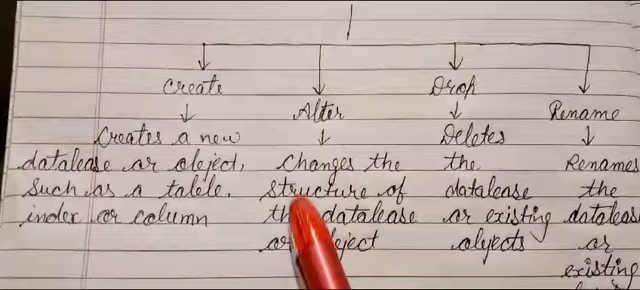 Create
Alter
Drop
Rename
Creates a new
database or object,
such as a table.
index or column
Changes the
structure of
the database
or object
Deletes
the
database
or existing
objects
Renames
the
database
or
existing